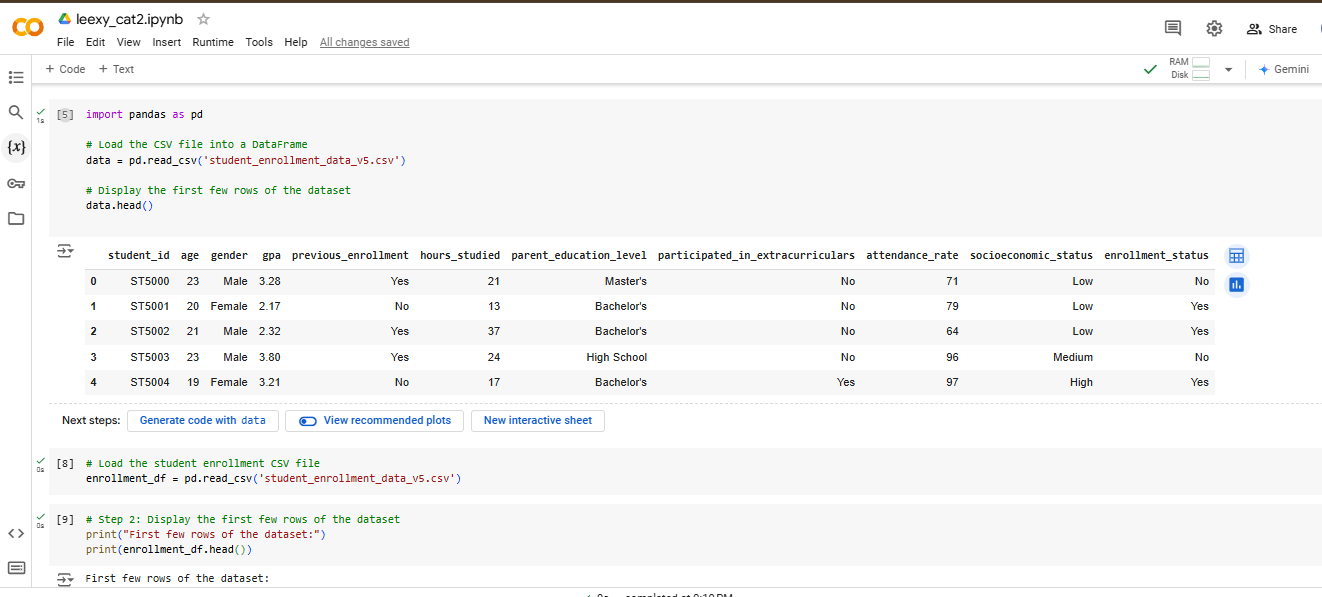 leexy_cat2.ipynb
File Edit View Insert Runtime Tools Help All changes saved
Share
+ Code + Text
RAM
Disk
Gemini
{x}
1s
[5] import pandas as pd
# Load the CSV file into a DataFrame
data = pd.read_csv('student_enrollment_data_v5.csv')
# Display the first few rows of the dataset
data.head()
student_id age gender gpa previous_enrollment hours_studied parent_education_level participated_in_extracurriculars attendance_rate socioeconomic_status enrollment_status
0 ST5000 23 Male 3.28 Yes 21 Master's No 71 Low No
1 ST5001 20 Female 2.17 No 13 Bachelor's No 79 Low Yes
2 ST5002 21 Male 2.32 Yes 37 Bachelor's No 64 Low Yes
3 ST5003 23 Male 3.80 Yes 24 High School No 96 Medium No
4 ST5004 19 Female 3.21 No 17 Bachelor's Yes 97 High Yes
Next steps: Generate code with data View recommended plots New interactive sheet
0s
[8] # Load the student enrollment CSV file
enrollment_df = pd.read_csv('student_enrollment_data_v5.csv')
0s
[9] # Step 2: Display the first few rows of the dataset
print("First few rows of the dataset:")
print(enrollment_df.head())
First few rows of the dataset: